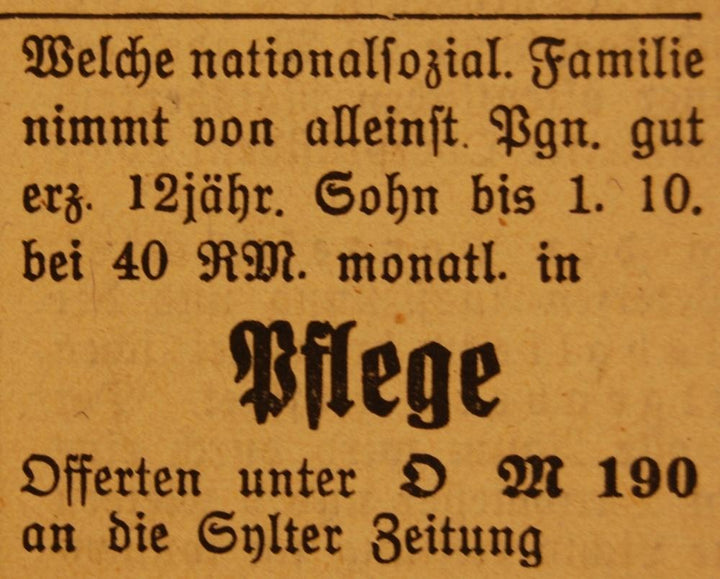 Welche nationalſozial. Familie
nimmt von alleinſt. Pgn. gut
erz. 12jähr. Sohn bis 1. 10.
bei 40 RM. monatl. in
Pflege
Offerten unter O M 190
an die Sylter Zeitung